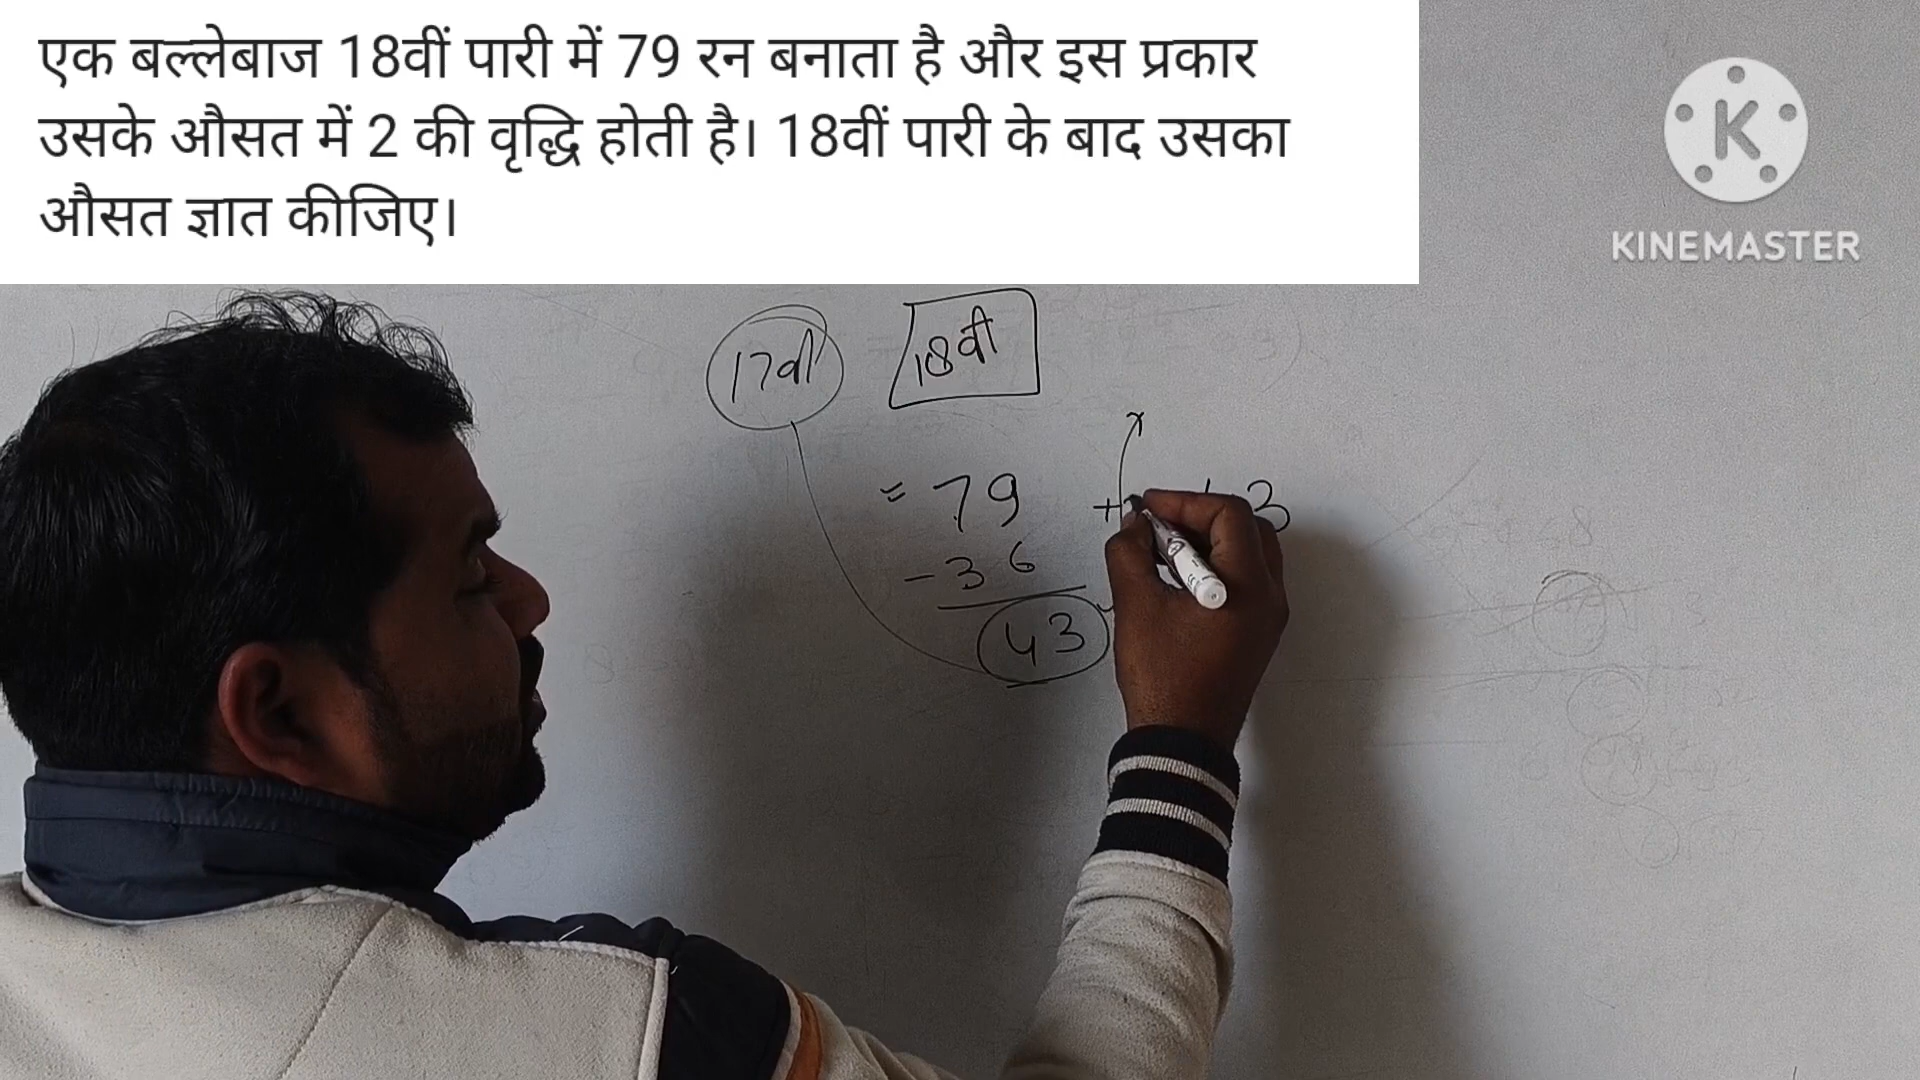 एक बल्लेबाज 18वीं पारी में 79 रन बनाता है और इस प्रकार
उसके औसत में 2 की वृद्धि होती है। 18वीं पारी के बाद उसका
औसत ज्ञात कीजिए।
KINEMASTER
17वी 18वी
= 79
- 36
43
+
3